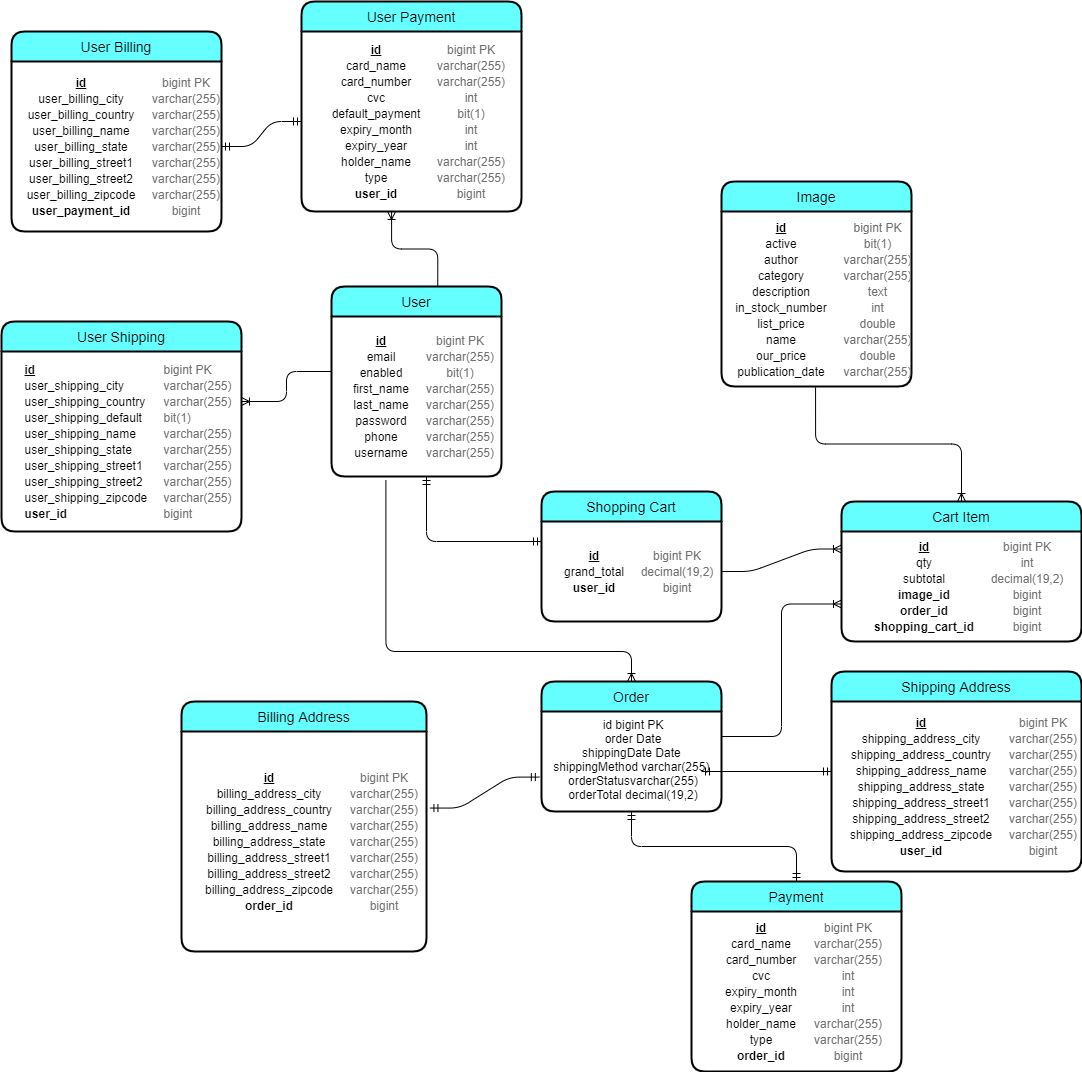 User Payment
id bigint PK
card_name varchar(255)
card_number varchar(255)
cvc int
default_payment bit(1)
expiry_month int
expiry_year int
holder_name varchar(255)
type varchar(255)
user_id bigint
User Billing
id bigint PK
user_billing_city varchar(255)
user_billing_country varchar(255)
user_billing_name varchar(255)
user_billing_state varchar(255)
user_billing_street1 varchar(255)
user_billing_street2 varchar(255)
user_billing_zipcode varchar(255)
user_payment_id bigint
Image
id bigint PK
active bit(1)
author varchar(255)
category varchar(255)
description text
in_stock_number int
list_price double
name varchar(255)
our_price double
publication_date varchar(255)
User
id bigint PK
email varchar(255)
enabled bit(1)
first_name varchar(255)
last_name varchar(255)
password varchar(255)
phone varchar(255)
username varchar(255)
User Shipping
id bigint PK
user_shipping_city varchar(255)
user_shipping_country varchar(255)
user_shipping_default bit(1)
user_shipping_name varchar(255)
user_shipping_state varchar(255)
user_shipping_street1 varchar(255)
user_shipping_street2 varchar(255)
user_shipping_zipcode varchar(255)
user_id bigint
Shopping Cart
id bigint PK
grand_total decimal(19,2)
user_id bigint
Cart Item
id bigint PK
qty int
subtotal decimal(19,2)
image_id bigint
order_id bigint
shopping_cart_id bigint
Order
id bigint PK
order Date
shippingDate Date
shippingMethod varchar(255)
orderStatusvarchar(255)
orderTotal decimal(19,2)
Shipping Address
id bigint PK
shipping_address_city varchar(255)
shipping_address_country varchar(255)
shipping_address_name varchar(255)
shipping_address_state varchar(255)
shipping_address_street1 varchar(255)
shipping_address_street2 varchar(255)
shipping_address_zipcode varchar(255)
user_id bigint
Billing Address
id bigint PK
billing_address_city varchar(255)
billing_address_country varchar(255)
billing_address_name varchar(255)
billing_address_state varchar(255)
billing_address_street1 varchar(255)
billing_address_street2 varchar(255)
billing_address_zipcode varchar(255)
order_id bigint
Payment
id bigint PK
card_name varchar(255)
card_number varchar(255)
cvc int
expiry_month int
expiry_year int
holder_name varchar(255)
type varchar(255)
order_id bigint